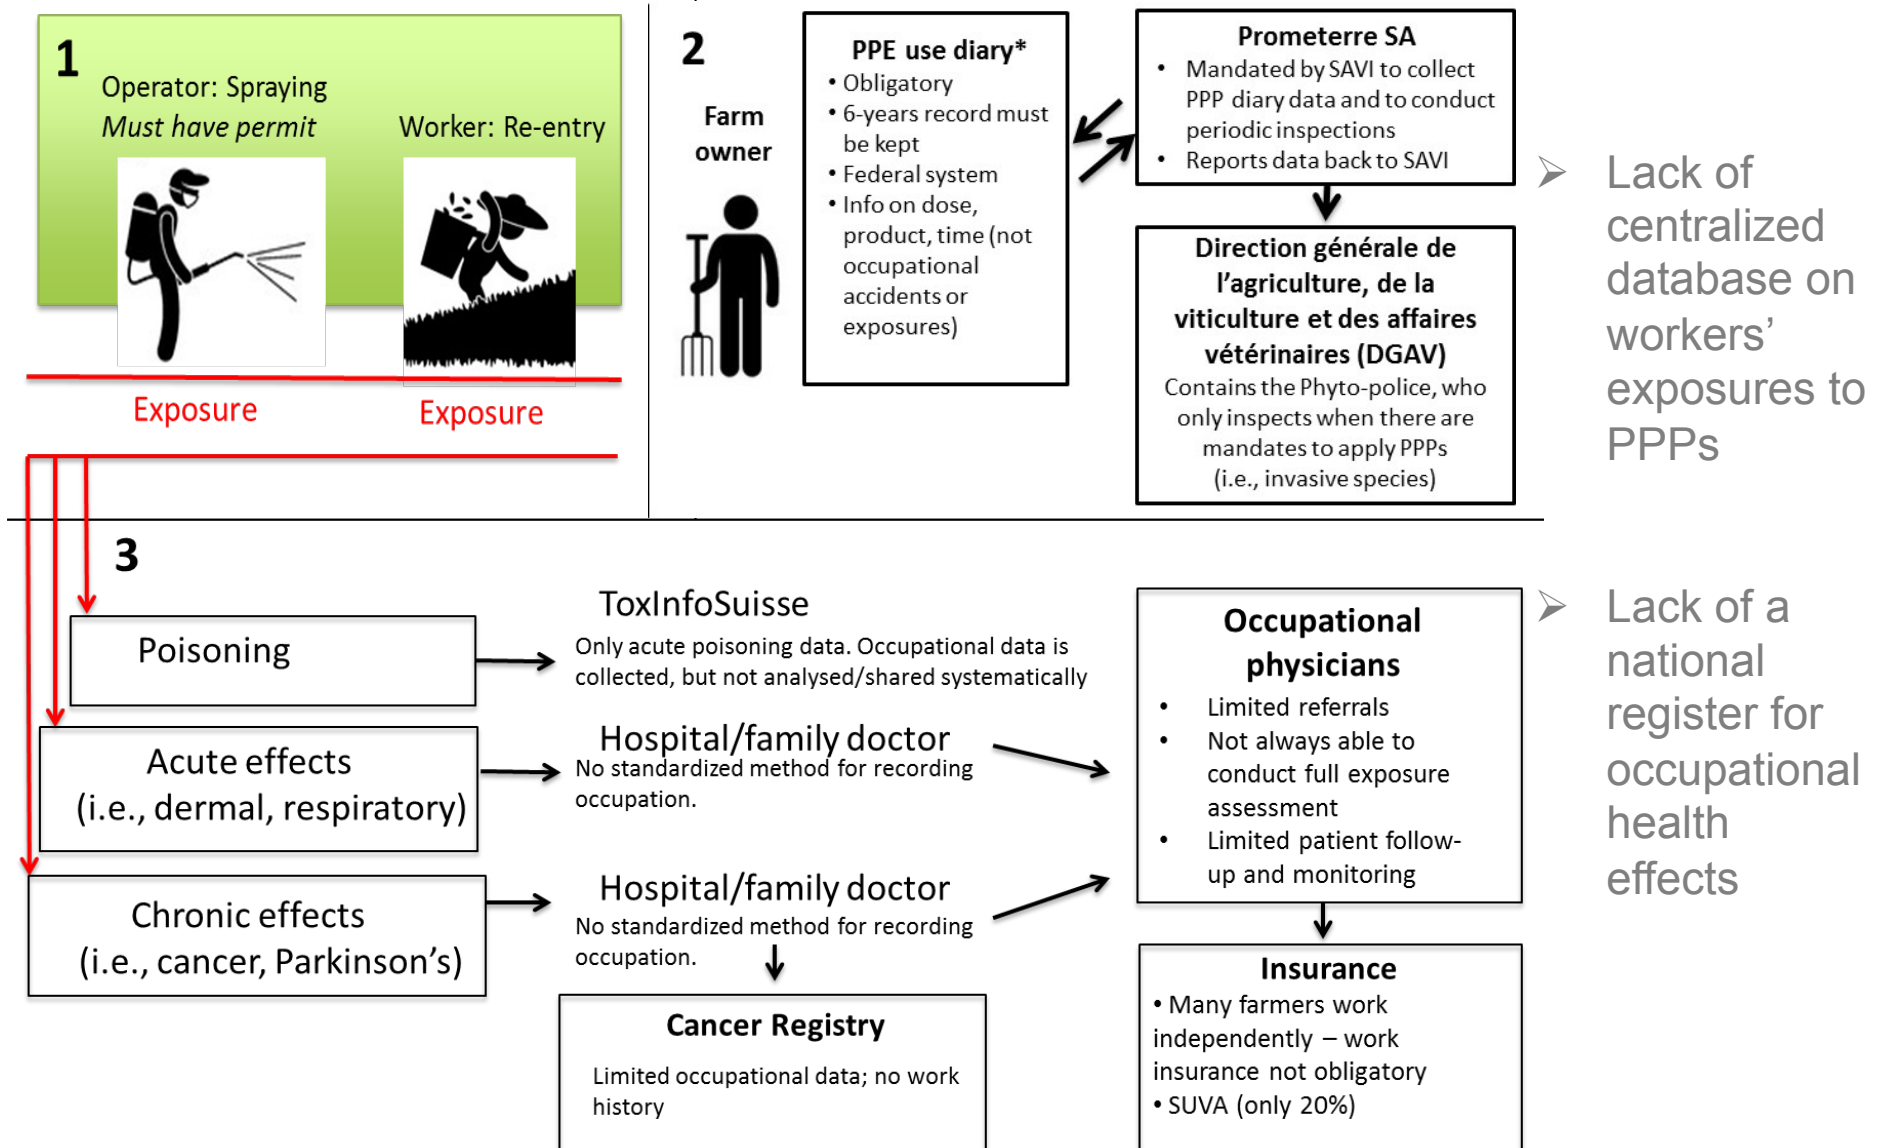 1
Operator: Spraying
Must have permit
Worker: Re-entry
Exposure
Exposure
2
Farm
owner
PPE use diary*
• Obligatory
• 6-years record must
be kept
• Federal system
• Info on dose,
product, time (not
occupational
accidents or
exposures)
Prometerre SA
• Mandated by SAVI to collect
PPP diary data and to conduct
periodic inspections
• Reports data back to SAVI
Direction générale de
l’agriculture, de la
viticulture et des affaires
vétérinaires (DGAV)
Contains the Phyto-police, who
only inspects when there are
mandates to apply PPPs
(i.e., invasive species)
➢ Lack of
centralized
database on
workers’
exposures to
PPPs
3
Poisoning
ToxInfoSuisse
Only acute poisoning data. Occupational data is
collected, but not analysed/shared systematically
Acute effects
(i.e., dermal, respiratory)
Hospital/family doctor
No standardized method for recording
occupation.
Chronic effects
(i.e., cancer, Parkinson’s)
Hospital/family doctor
No standardized method for recording
occupation.
Cancer Registry
Limited occupational data; no work
history
Occupational
physicians
• Limited referrals
• Not always able to
conduct full exposure
assessment
• Limited patient follow-
up and monitoring
Insurance
• Many farmers work
independently – work
insurance not obligatory
• SUVA (only 20%)
➢ Lack of a
national
register for
occupational
health
effects